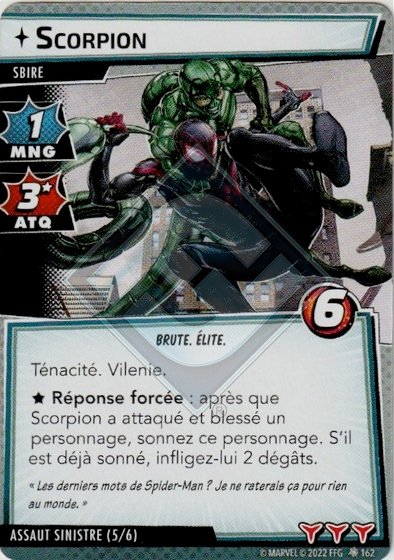 SCORPION
SBIRE
1
MNG
3★
ATQ
6
BRUTE. ÉLITE.
Ténacité. Vilenie.
★ Réponse forcée : après que
Scorpion a attaqué et blessé un
personnage, sonnez ce personnage. S'il
est déjà sonné, infligez-lui 2 dégâts.
« Les derniers mots de Spider-Man ? Je ne raterais ça pour rien
au monde. »
ASSAUT SINISTRE (5/6)
© MARVEL © 2022 FFG 162